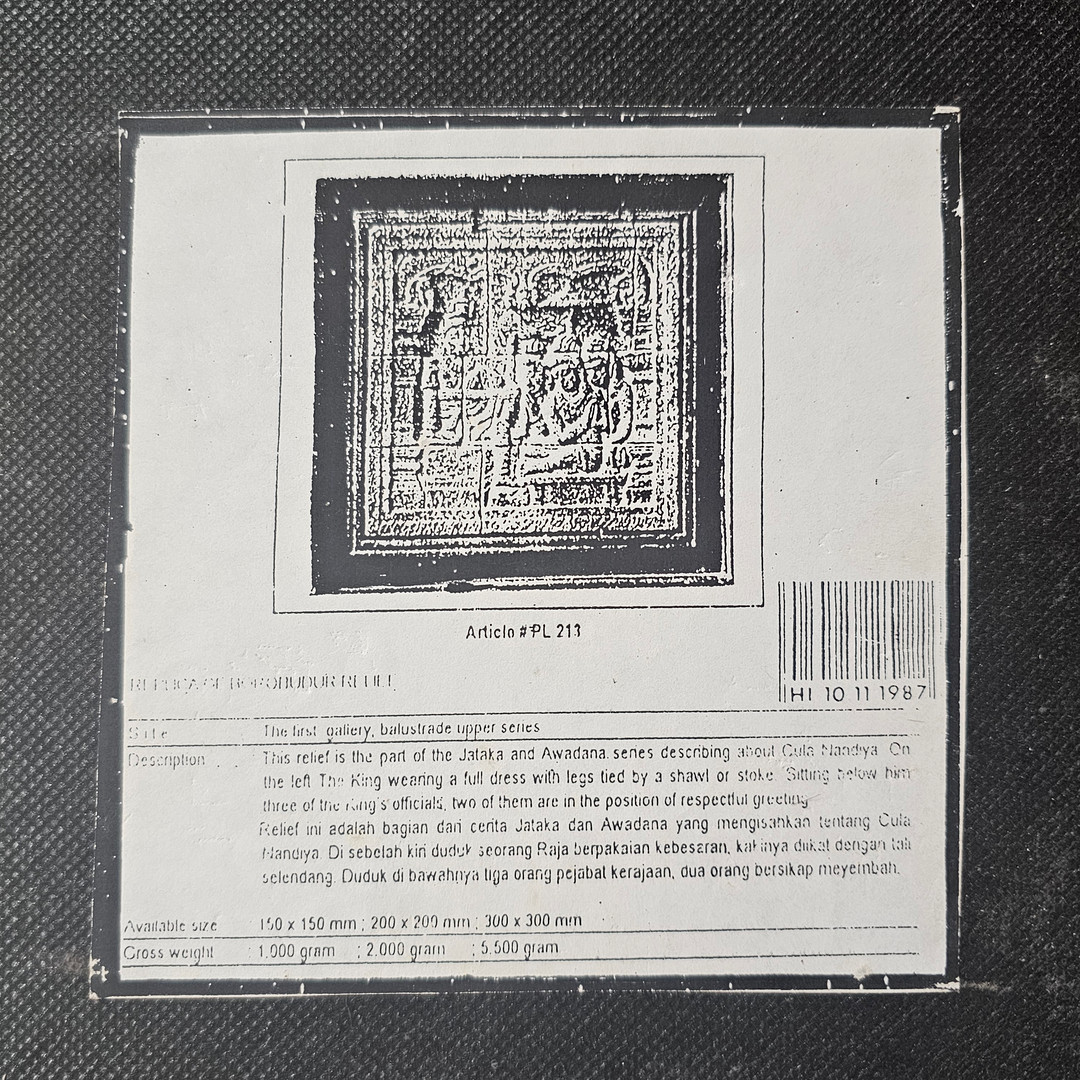 Article # PL 213
HI 10 11 1987
REPLICA OF BOROBUDUR RELIEF
Site : The first gallery, balustrade upper series
Description : This relief is the part of the Jataka and Awadana series describing about Cula Nandiya. On
the left The King wearing a full dress with legs tied by a shawl or stoke. Sitting below him
three of the king's officials, two of them are in the position of respectful greeting
Relief ini adalah bagian dari cerita Jataka dan Awadana yang mengisahkan tentang Cula
Nandiya. Di sebelah kiri duduk seorang Raja berpakaian kebesaran, kakinya diikat dengan tali
selendang. Duduk di bawahnya tiga orang pejabat kerajaan, dua orang bersikap meyembah.
Available size : 150 x 150 mm ; 200 x 200 mm ; 300 x 300 mm
Gross weight : 1.000 gram ; 2.000 gram ; 5.500 gram